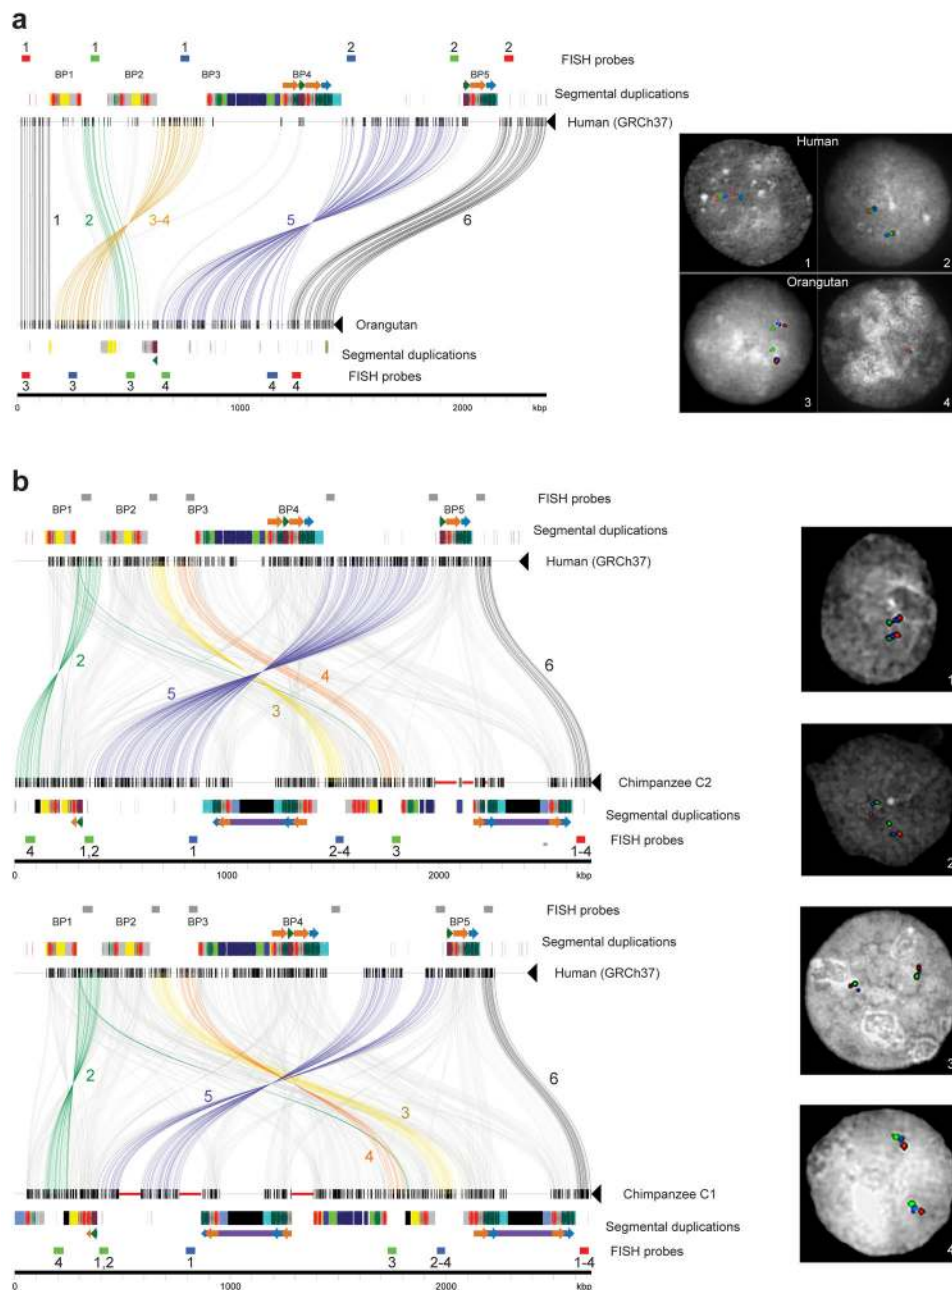 a
1 1 1 2 2 2
FISH probes
BP1 BP2 BP3 BP4 BP5
Segmental duplications
Human (GRCh37)
1 2 3-4 5 6
Orangutan
Segmental duplications
FISH probes
3 3 3 4 4 4
0 1000 2000 kbp
Human
1 2
Orangutan
3 4
b
FISH probes
BP1 BP2 BP3 BP4 BP5
Segmental duplications
Human (GRCh37)
2 5 4 3 6
Chimpanzee C2
Segmental duplications
FISH probes
4 1,2 1 2-4 3 1-4
0 1000 2000 kbp
FISH probes
BP1 BP2 BP3 BP4 BP5
Segmental duplications
Human (GRCh37)
2 5 4 3 6
Chimpanzee C1
Segmental duplications
FISH probes
4 1,2 1 3 2-4 1-4
0 1000 2000 kbp
1
2
3
4